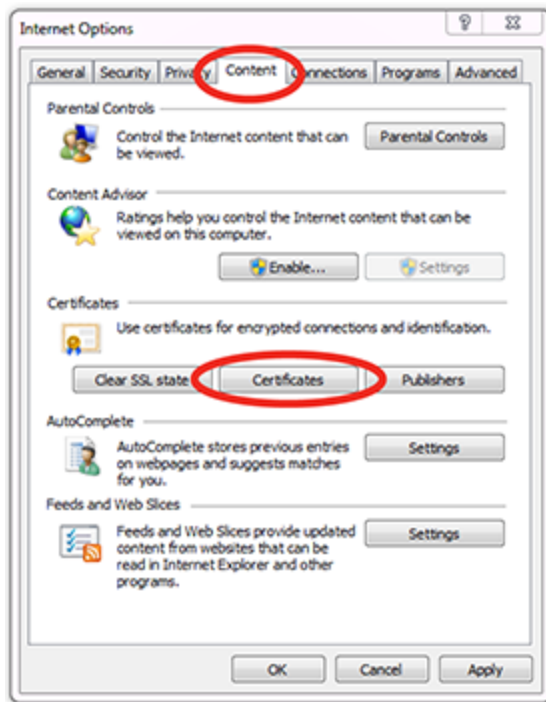 Internet Options
General Security Privacy Content Connections Programs Advanced
Parental Controls
Control the Internet content that can
be viewed.
Parental Controls
Content Advisor
Ratings help you control the Internet content that can be
viewed on this computer.
Enable... Settings
Certificates
Use certificates for encrypted connections and identification.
Clear SSL state Certificates Publishers
AutoComplete
AutoComplete stores previous entries
on webpages and suggests matches
for you.
Settings
Feeds and Web Slices
Feeds and Web Slices provide updated
content from websites that can be
read in Internet Explorer and other
programs.
Settings
OK Cancel Apply